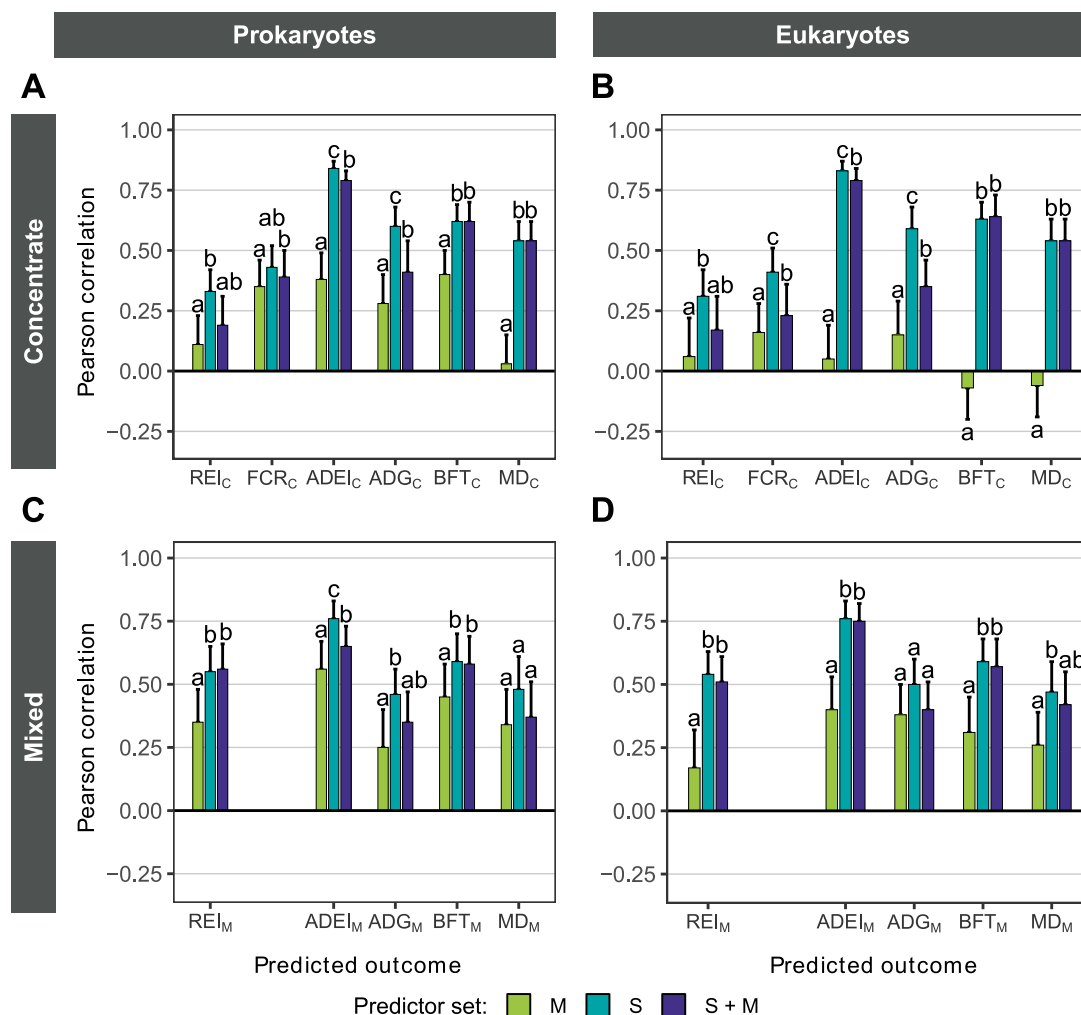 Prokaryotes Eukaryotes
A B
Concentrate
Pearson correlation
1.00
0.75
0.50
0.25
0.00
−0.25
a b ab a ab b a c b a c b a b b a b b
REI_C FCR_C ADEI_C ADG_C BFT_C MD_C
1.00
0.75
0.50
0.25
0.00
−0.25
a b ab a c b a c b a c b a b b a b b
REI_C FCR_C ADEI_C ADG_C BFT_C MD_C
C D
Mixed
Pearson correlation
1.00
0.75
0.50
0.25
0.00
−0.25
a b b a c b a b ab a b b a a a
REI_M ADEI_M ADG_M BFT_M MD_M
Predicted outcome
1.00
0.75
0.50
0.25
0.00
−0.25
a b b a b b a a a a b b a b ab
REI_M ADEI_M ADG_M BFT_M MD_M
Predicted outcome
Predictor set: M S S + M